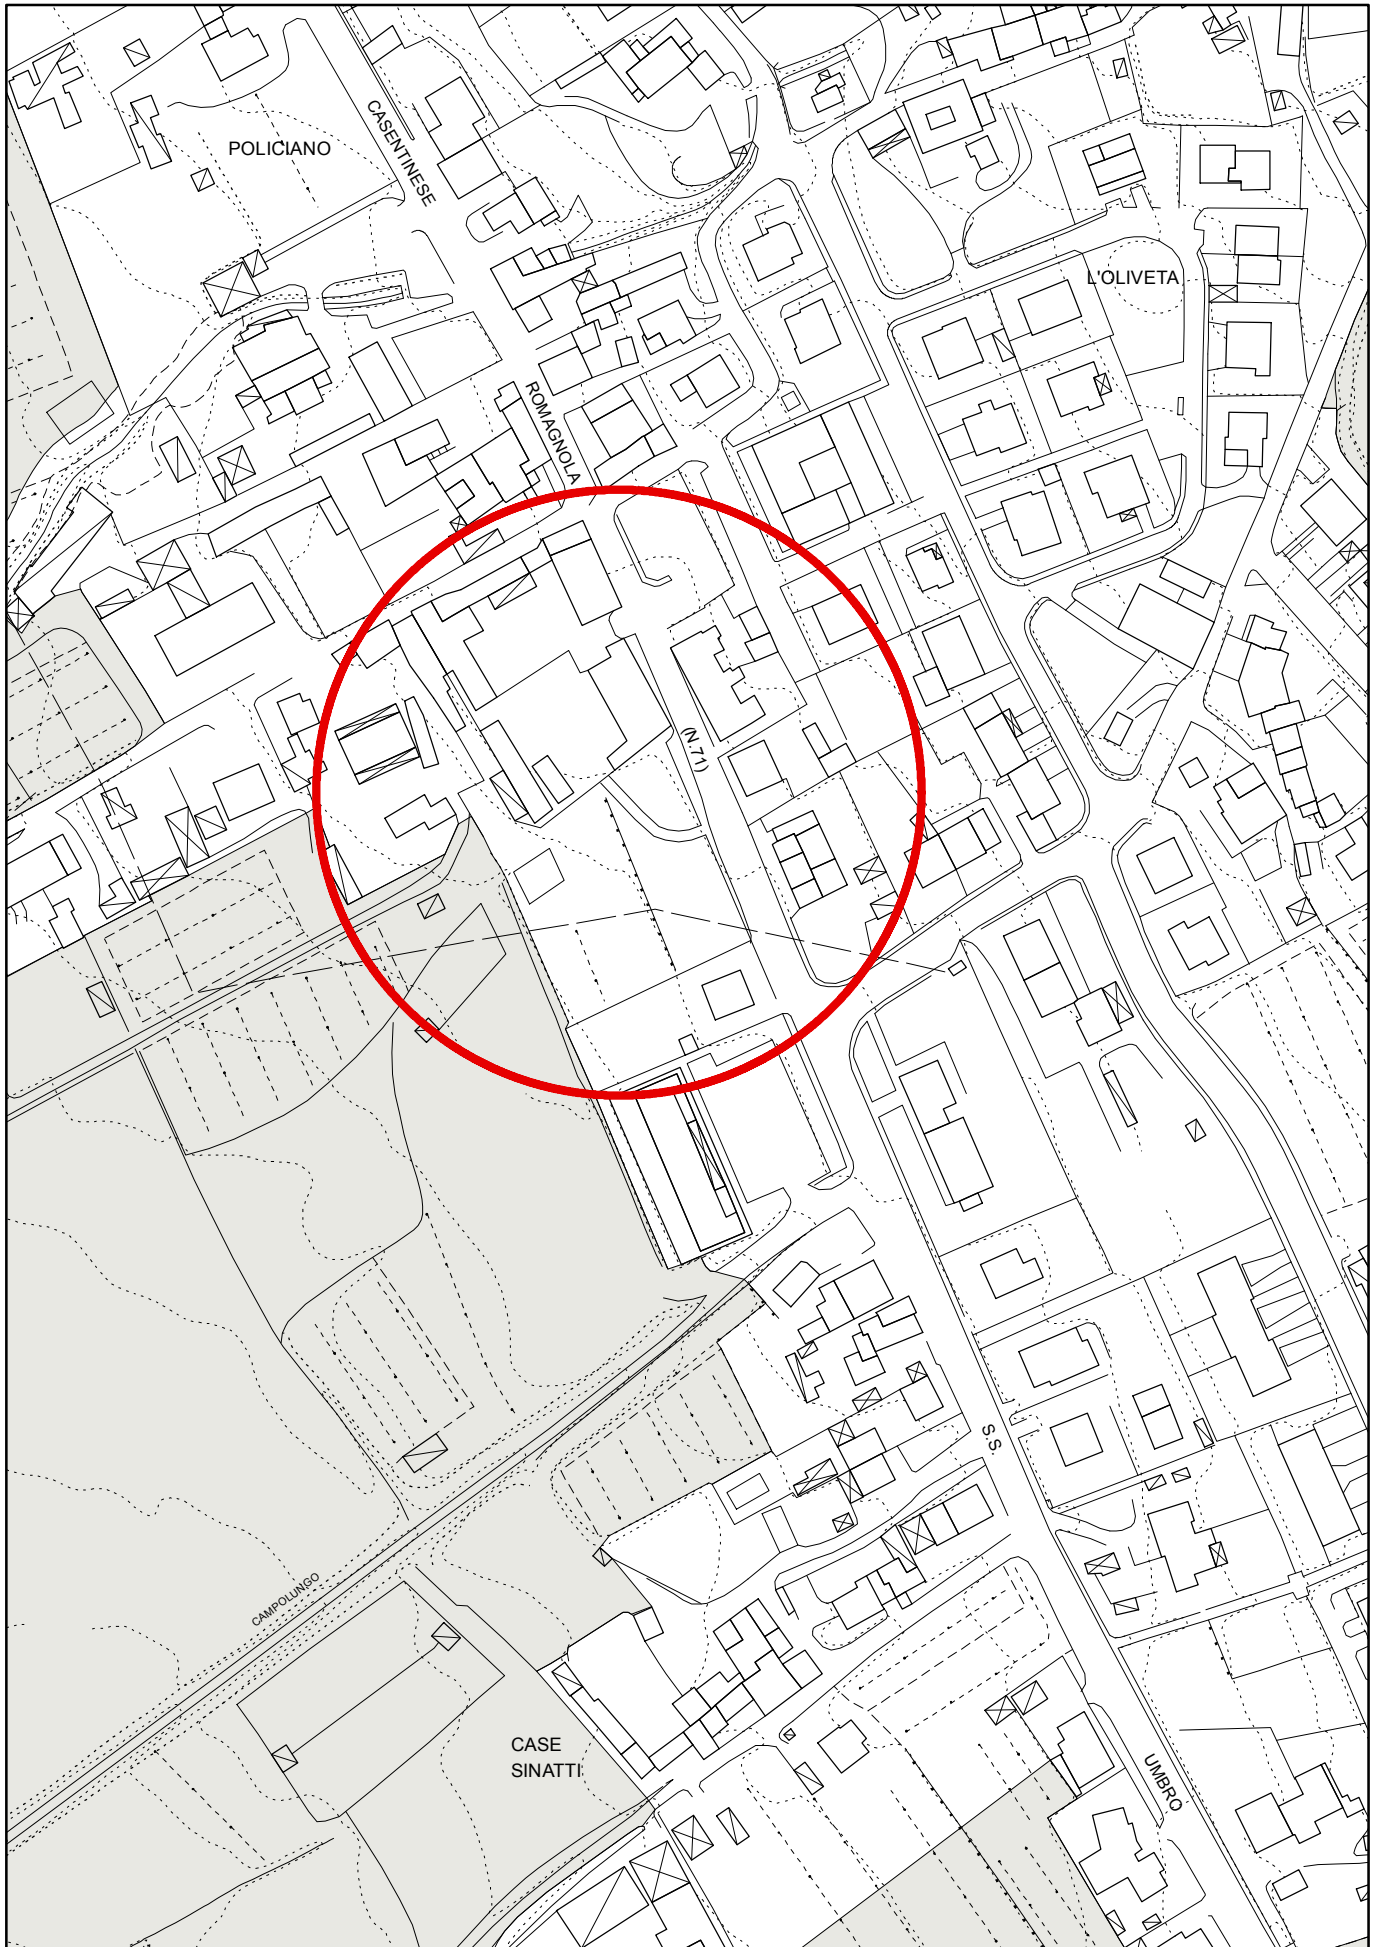 POLICIANO
CASENTINESE
L'OLIVETA
ROMAGNOLA
(N.71)
S.S.
CAMPOLUNGO
CASE
SINATTI
UMBRO